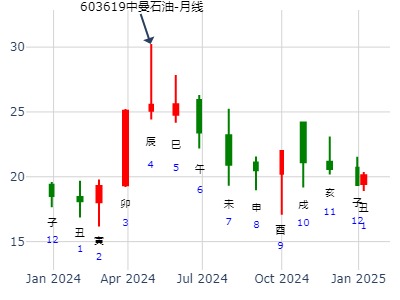 603619中曼石油-月线
30
25
20
15
子
12
丑
1
寅
2
卯
3
辰
4
巳
5
午
6
未
7
申
8
酉
9
戌
10
亥
11
子
12
丑
1
Jan 2024
Apr 2024
Jul 2024
Oct 2024
Jan 2025